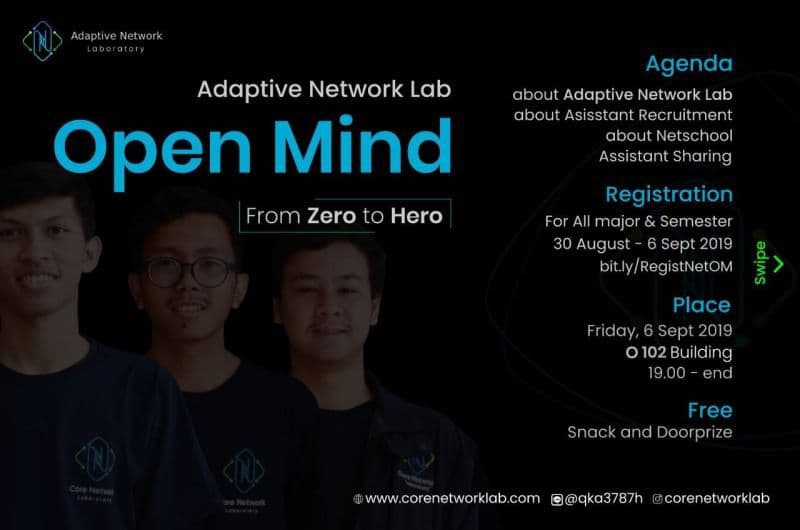 Adaptive Network
Laboratory
Adaptive Network Lab
Open Mind
From Zero to Hero
Agenda
about Adaptive Network Lab
about Asisstant Recruitment
about Netschool
Assistant Sharing
Registration
For All major & Semester
30 August - 6 Sept 2019
bit.ly/RegistNetOM
Swipe
Place
Friday, 6 Sept 2019
O 102 Building
19.00 - end
Free
Snack and Doorprize
Core Network
Laboratory
www.corenetworklab.com @qka3787h corenetworklab